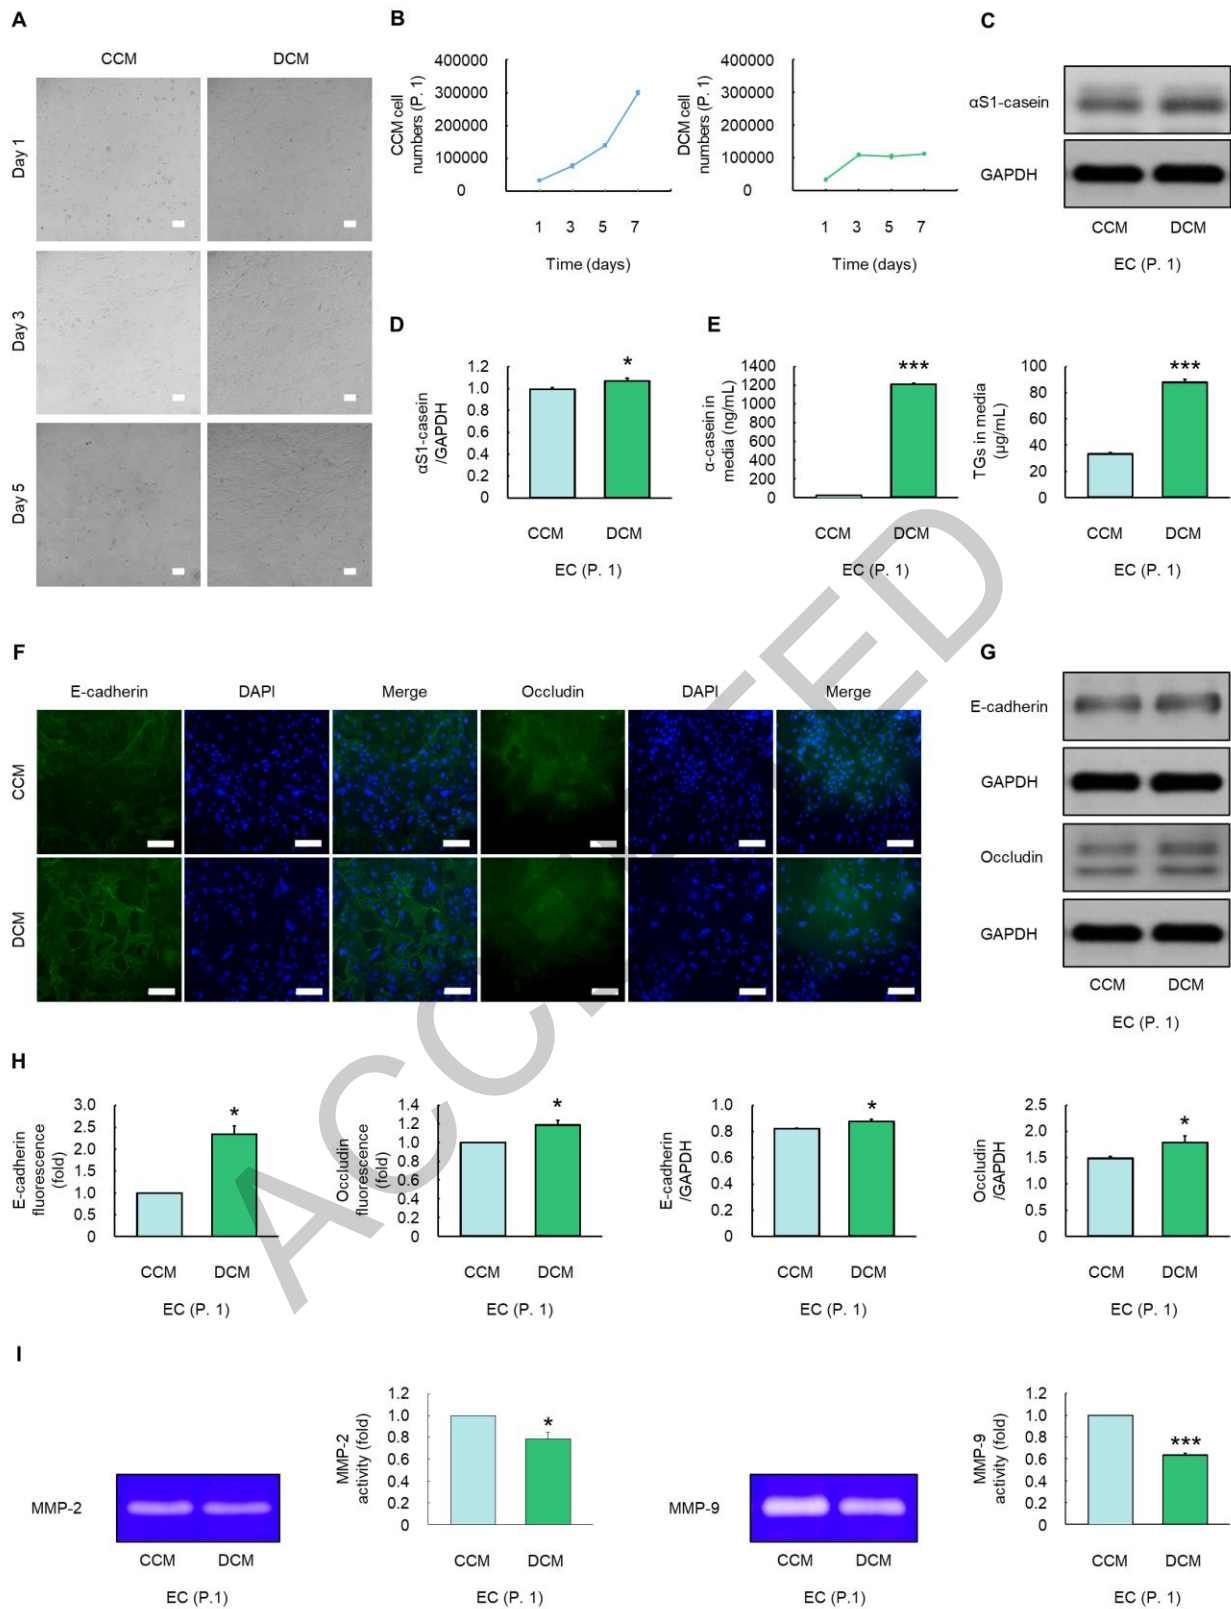 A
CCM
DCM
Day 1
Day 3
Day 5
B
CCM cell
numbers (P. 1)
400000
300000
200000
100000
0
1 3 5 7
Time (days)
DCM cell
numbers (P. 1)
400000
300000
200000
100000
0
1 3 5 7
Time (days)
C
αS1-casein
GAPDH
CCM DCM
EC (P. 1)
D
αS1-casein
/GAPDH
1.2
1.0
0.8
0.6
0.4
0.2
0
*
CCM DCM
EC (P. 1)
E
α-casein in
media (ng/mL)
1400
1200
1000
800
600
400
200
0
***
CCM DCM
EC (P. 1)
TGs in media
(μg/mL)
100
80
60
40
20
0
***
CCM DCM
EC (P. 1)
F
E-cadherin DAPI Merge Occludin DAPI Merge
CCM
DCM
G
E-cadherin
GAPDH
Occludin
GAPDH
CCM DCM
EC (P. 1)
H
E-cadherin
fluorescence
(fold)
3.0
2.5
2.0
1.5
1.0
0.5
0
*
CCM DCM
EC (P. 1)
Occludin
fluorescence
(fold)
1.4
1.2
1.0
0.8
0.6
0.4
0.2
0
*
CCM DCM
EC (P. 1)
E-cadherin
/GAPDH
1.0
0.8
0.6
0.4
0.2
0
*
CCM DCM
EC (P. 1)
Occludin
/GAPDH
2.5
2.0
1.5
1.0
0.5
0
*
CCM DCM
EC (P. 1)
I
MMP-2
CCM DCM
EC (P.1)
MMP-2
activity (fold)
1.2
1.0
0.8
0.6
0.4
0.2
0
*
CCM DCM
EC (P. 1)
MMP-9
CCM DCM
EC (P.1)
MMP-9
activity (fold)
1.2
1.0
0.8
0.6
0.4
0.2
0
***
CCM DCM
EC (P. 1)
ACCEPTED